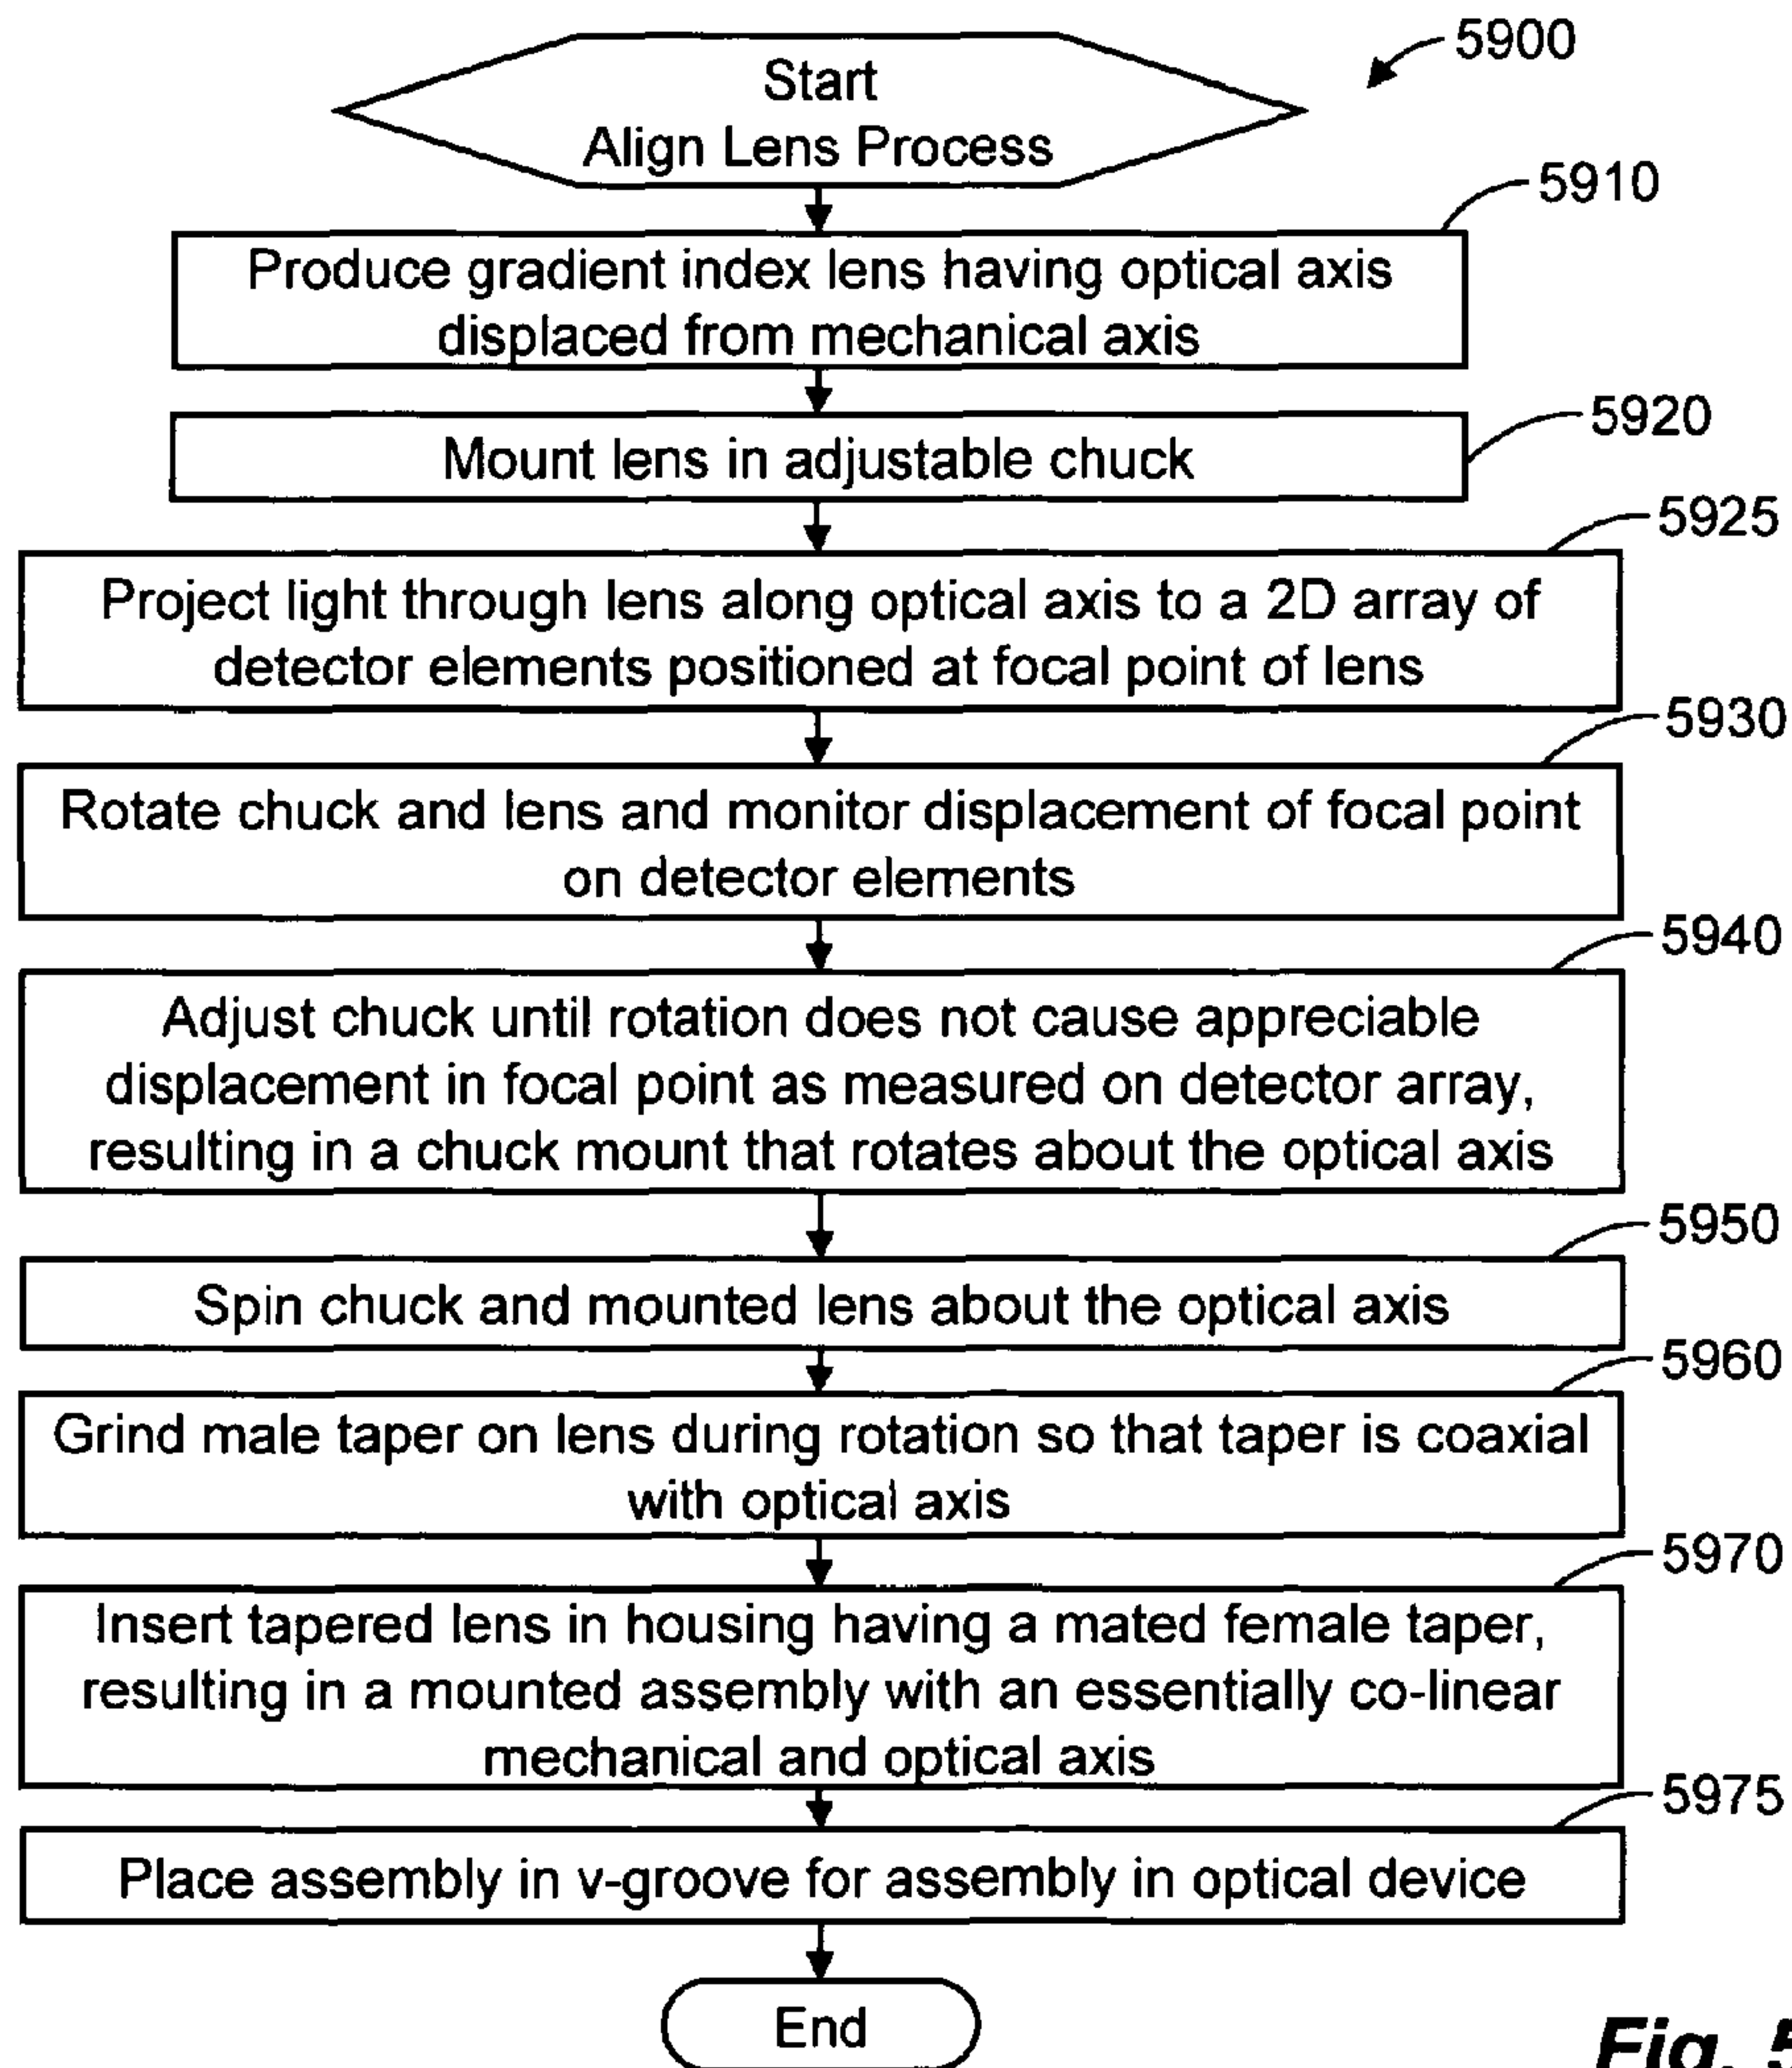 5900
Start
Align Lens Process
5910
Produce gradient index lens having optical axis
displaced from mechanical axis
5920
Mount lens in adjustable chuck
5925
Project light through lens along optical axis to a 2D array of
detector elements positioned at focal point of lens
5930
Rotate chuck and lens and monitor displacement of focal point
on detector elements
5940
Adjust chuck until rotation does not cause appreciable
displacement in focal point as measured on detector array,
resulting in a chuck mount that rotates about the optical axis
5950
Spin chuck and mounted lens about the optical axis
5960
Grind male taper on lens during rotation so that taper is coaxial
with optical axis
5970
Insert tapered lens in housing having a mated female taper,
resulting in a mounted assembly with an essentially co-linear
mechanical and optical axis
5975
Place assembly in v-groove for assembly in optical device
End
Fig. 5